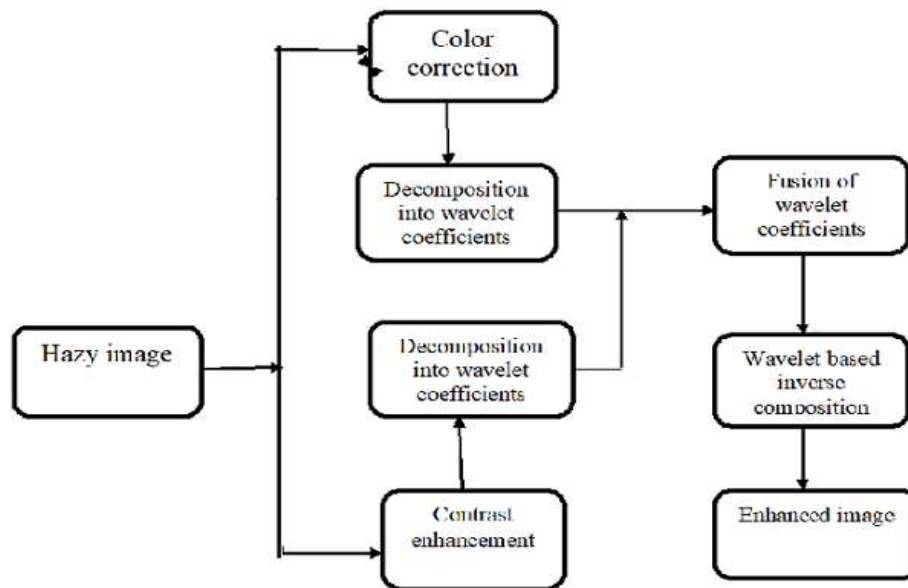 Color
correction
Decomposition
into wavelet
coefficients
Fusion of
wavelet
coefficients
Hazy image
Decomposition
into wavelet
coefficients
Wavelet based
inverse
composition
Contrast
enhancement
Enhanced image